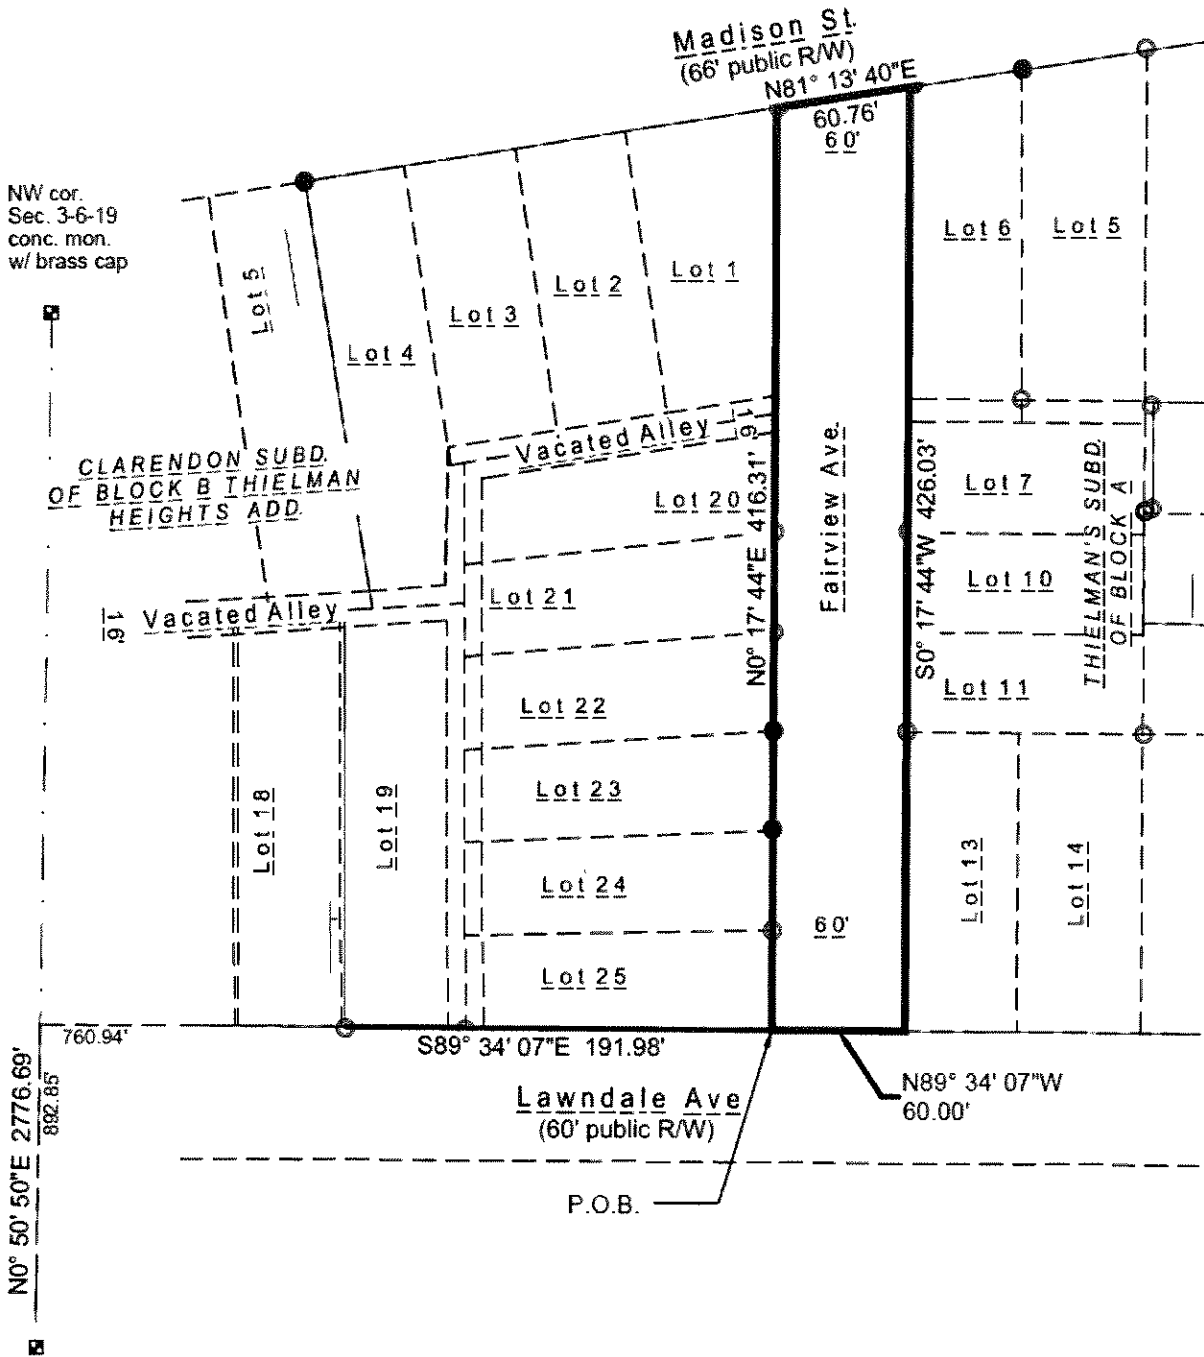 Madison St.
(66' public R/W)
N81° 13' 40"E
60.76'
60'
NW cor.
Sec. 3-6-19
conc. mon.
w/ brass cap
Lot 5
Lot 4
Lot 3
Lot 2
Lot 1
Lot 6
Lot 5
Vacated Alley
16'
CLARENDON SUBD.
OF BLOCK B THIELMAN
HEIGHTS ADD.
Lot 20
N0° 17' 44"E 416.31'
Fairview Ave.
S0° 17' 44"W 426.03'
Lot 7
THIELMAN'S SUBD.
OF BLOCK A
Lot 10
16'
Vacated Alley
Lot 21
Lot 11
Lot 22
Lot 18
Lot 19
Lot 23
Lot 13
Lot 14
Lot 24
60'
Lot 25
760.94'
S89° 34' 07"E 191.98'
N0° 50' 50"E 2776.69'
892.85'
Lawndale Ave
(60' public R/W)
N89° 34' 07"W
60.00'
P.O.B.